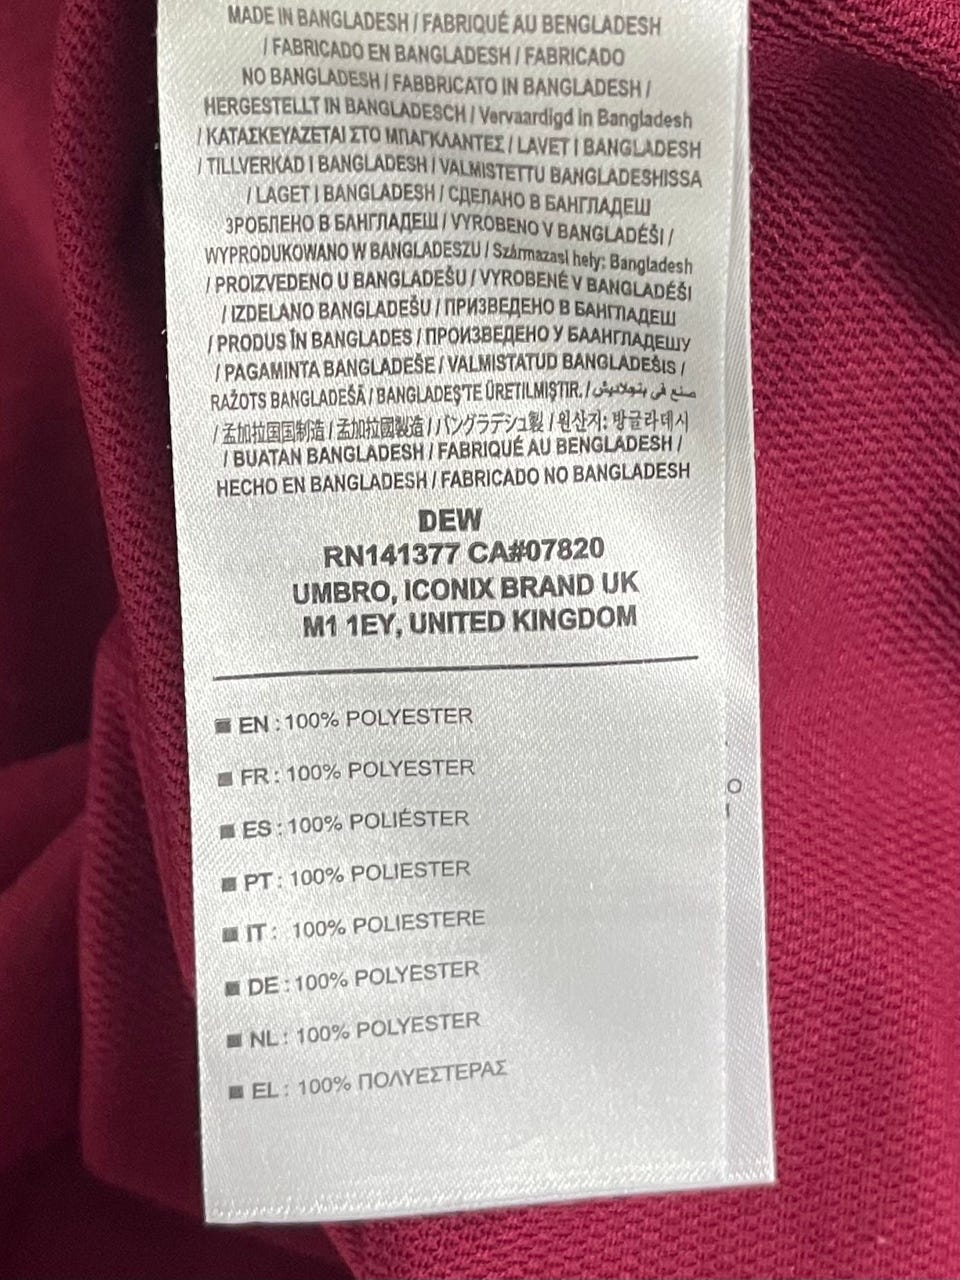 MADE IN BANGLADESH / FABRIQUÉ AU BENGLADESH
/ FABRICADO EN BANGLADESH / FABRICADO
NO BANGLADESH / FABBRICATO IN BANGLADESH /
HERGESTELLT IN BANGLADESCH / Vervaardigd in Bangladesh
/ ΚΑΤΑΣΚΕΥΑΖΕΤΑΙ ΣΤΟ ΜΠΑΓΚΛΑΝΤΕΣ / LAVET I BANGLADESH
/ TILLVERKAD I BANGLADESH / VALMISTETTU BANGLADESHISSA
/ LAGET I BANGLADESH / СДЕЛАНО В БАНГЛАДЕШ
ЗРОБЛЕНО В БАНГЛАДЕШ / VYROBENO V BANGLADÉŠI /
WYPRODUKOWANO W BANGLADESZU / Származasi hely: Bangladesh
/ PROIZVEDENO U BANGLADEŠU / VYROBENÉ V BANGLADÉŠI
/ IZDELANO BANGLADEŠU / ПРИЗВЕДЕНО В БАНГЛАДЕШ
/ PRODUS ÎN BANGLADES / ПРОИЗВЕДЕНО У БААНГЛАДЕШУ
/ PAGAMINTA BANGLADEŠE / VALMISTATUD BANGLADEŠIS /
RAŽOTS BANGLADEŠĀ / BANGLADEŞ'TE ÜRETILMIŞTIR. / صنع في بنجلاديش
/ 孟加拉国国制造 / 孟加拉國製造 / バングラデシュ製 / 원산지: 방글라데시
/ BUATAN BANGLADESH / FABRIQUÉ AU BENGLADESH /
HECHO EN BANGLADESH / FABRICADO NO BANGLADESH
DEW
RN141377 CA#07820
UMBRO, ICONIX BRAND UK
M1 1EY, UNITED KINGDOM
EN : 100% POLYESTER
FR : 100% POLYESTER
ES : 100% POLIÉSTER
PT : 100% POLIESTER
IT : 100% POLIESTERE
DE : 100% POLYESTER
NL : 100% POLYESTER
EL : 100% ΠΟΛΥΕΣΤΕΡΑΣ